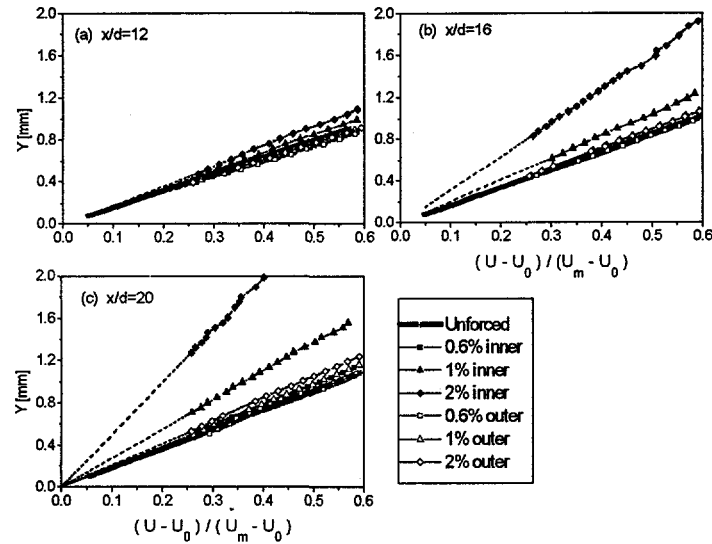 2.0
(a) x/d=12
1.6
1.2
0.8
0.4
0.0
0.0 0.1 0.2 0.3 0.4 0.5 0.6
Y [mm]
2.0
(b) x/d=16
1.6
1.2
0.8
0.4
0.0
0.0 0.1 0.2 0.3 0.4 0.5 0.6
( U - U0 ) / ( Um - U0 )
2.0
(c) x/d=20
1.6
1.2
0.8
0.4
0.0
0.0 0.1 0.2 0.3 0.4 0.5 0.6
Y [mm]
( U - U0 ) / ( Um - U0 )
Unforced
0.6% inner
1% inner
2% inner
0.6% outer
1% outer
2% outer